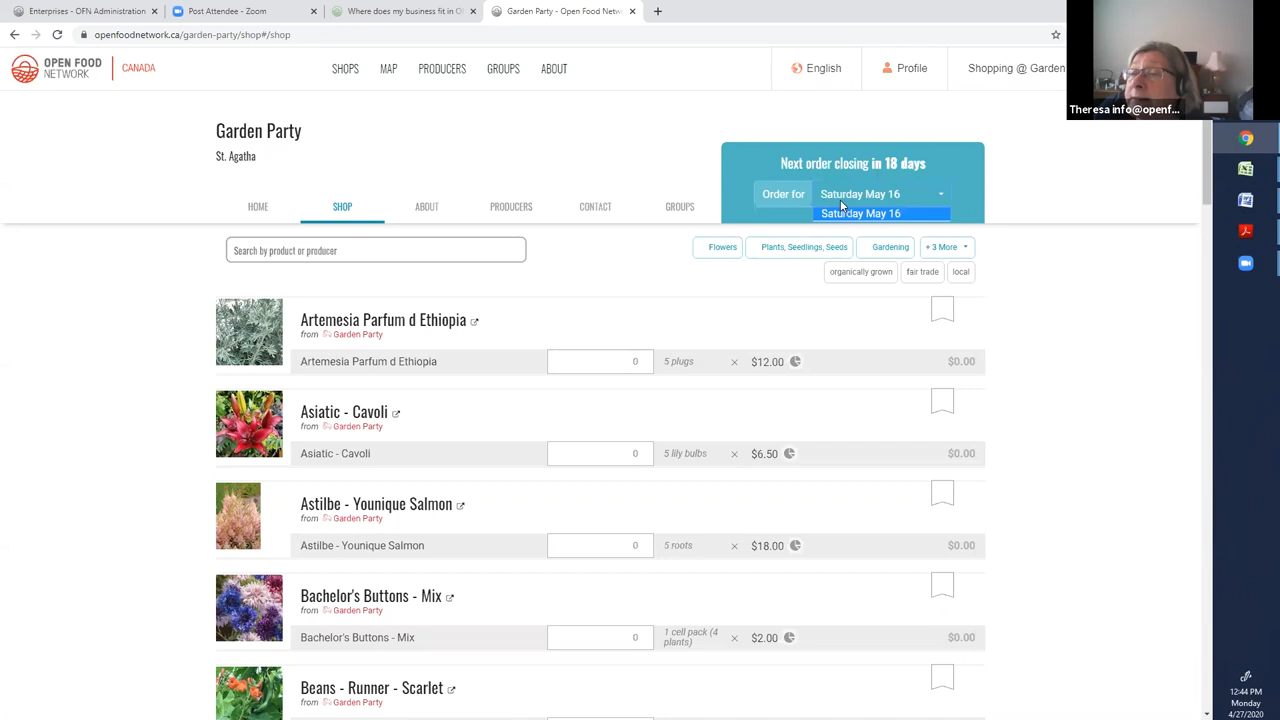 Enterprises - OFN Administration
Post Attendee - Zoom
Where does my business fit in O
Garden Party - Open Food Netw
openfoodnetwork.ca/garden-party/shop#/shop
OPEN FOOD NETWORK
CANADA
SHOPS
MAP
PRODUCERS
GROUPS
ABOUT
English
Profile
Shopping @ Garden
Theresa info@openf...
Garden Party
St. Agatha
Next order closing in 18 days
Order for
Saturday May 16
Saturday May 16
HOME
SHOP
ABOUT
PRODUCERS
CONTACT
GROUPS
Search by product or producer
Flowers
Plants, Seedlings, Seeds
Gardening
+ 3 More
organically grown
fair trade
local
Artemesia Parfum d Ethiopia
from Garden Party
Artemesia Parfum d Ethiopia
0
5 plugs
×
$12.00
$0.00
Asiatic - Cavoli
from Garden Party
Asiatic - Cavoli
0
5 lily bulbs
×
$6.50
$0.00
Astilbe - Younique Salmon
from Garden Party
Astilbe - Younique Salmon
0
5 roots
×
$18.00
$0.00
Bachelor's Buttons - Mix
from Garden Party
Bachelor's Buttons - Mix
0
1 cell pack (4
plants)
×
$2.00
$0.00
Beans - Runner - Scarlet
from Garden Party
12:44 PM
Monday
4/27/2020